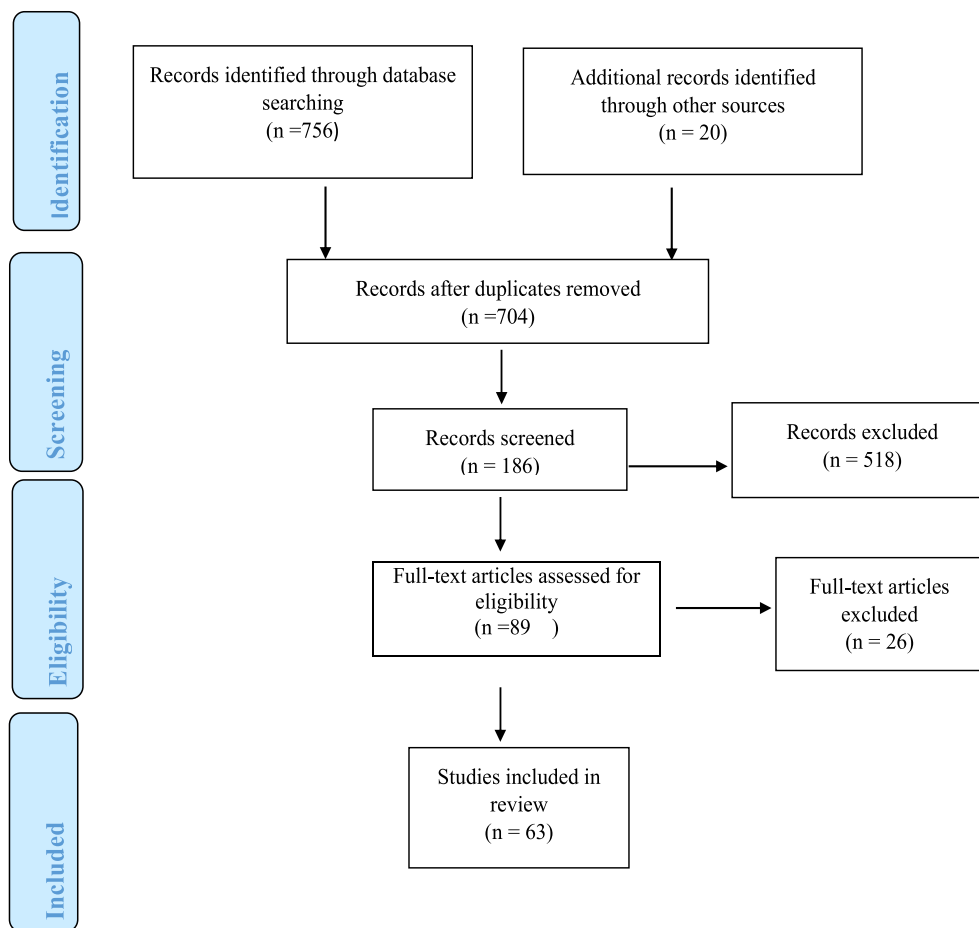 Identification
Records identified through database
searching
(n =756)
Additional records identified
through other sources
(n = 20)
Screening
Records after duplicates removed
(n =704)
Records screened
(n = 186)
Records excluded
(n = 518)
Eligibility
Full-text articles assessed for
eligibility
(n =89    )
Full-text articles
excluded
(n = 26)
Included
Studies included in
review
(n = 63)